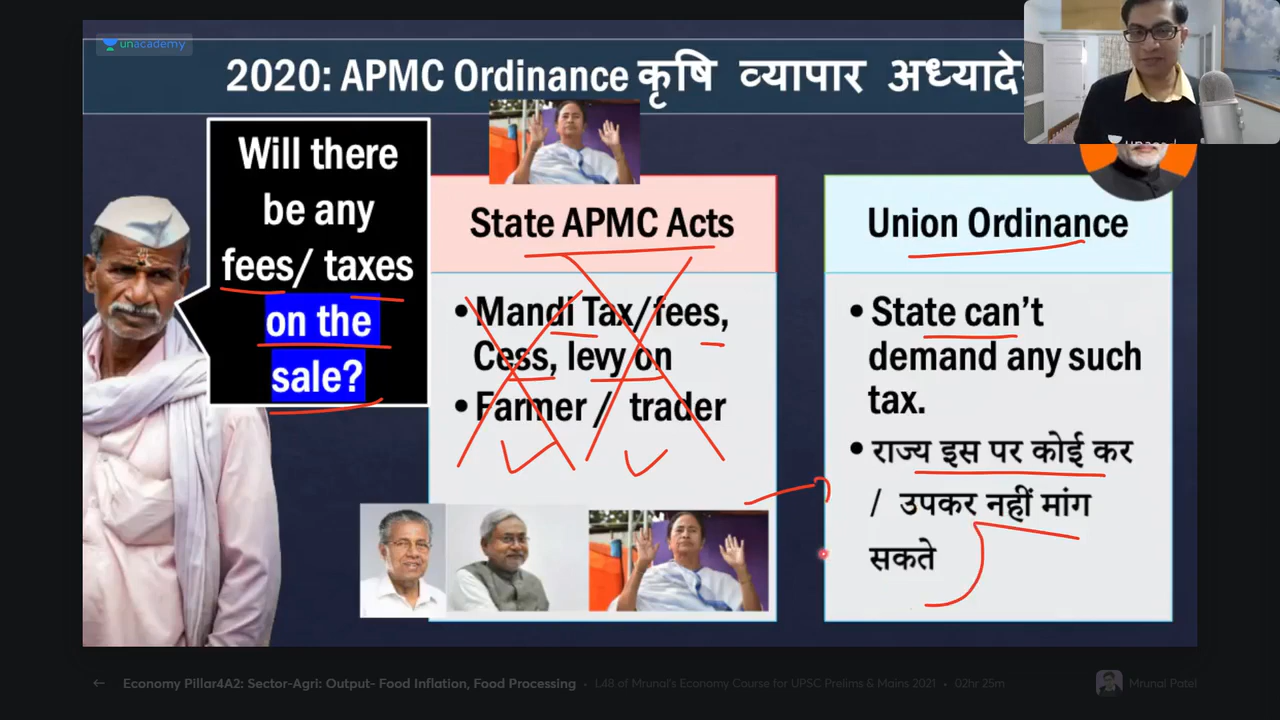 unacademy
2020: APMC Ordinance कृषि व्यापार
Will there
be any
fees/ taxes
on the
sale?
State APMC Acts
•Mandi Tax/fees,
Cess, levy on
•Farmer / trader
Union Ordinance
•State can't
demand any such
tax.
•राज्य इस पर कोई कर
/ उपकर नहीं मांग
सकते
← Economy Pillar4A2: Sector-Agri: Output- Food Inflation, Food Processing • L48 of Mrunal's Economy Course for UPSC Prelims & Mains 2021 • 02hr 25m
Mrunal Patel